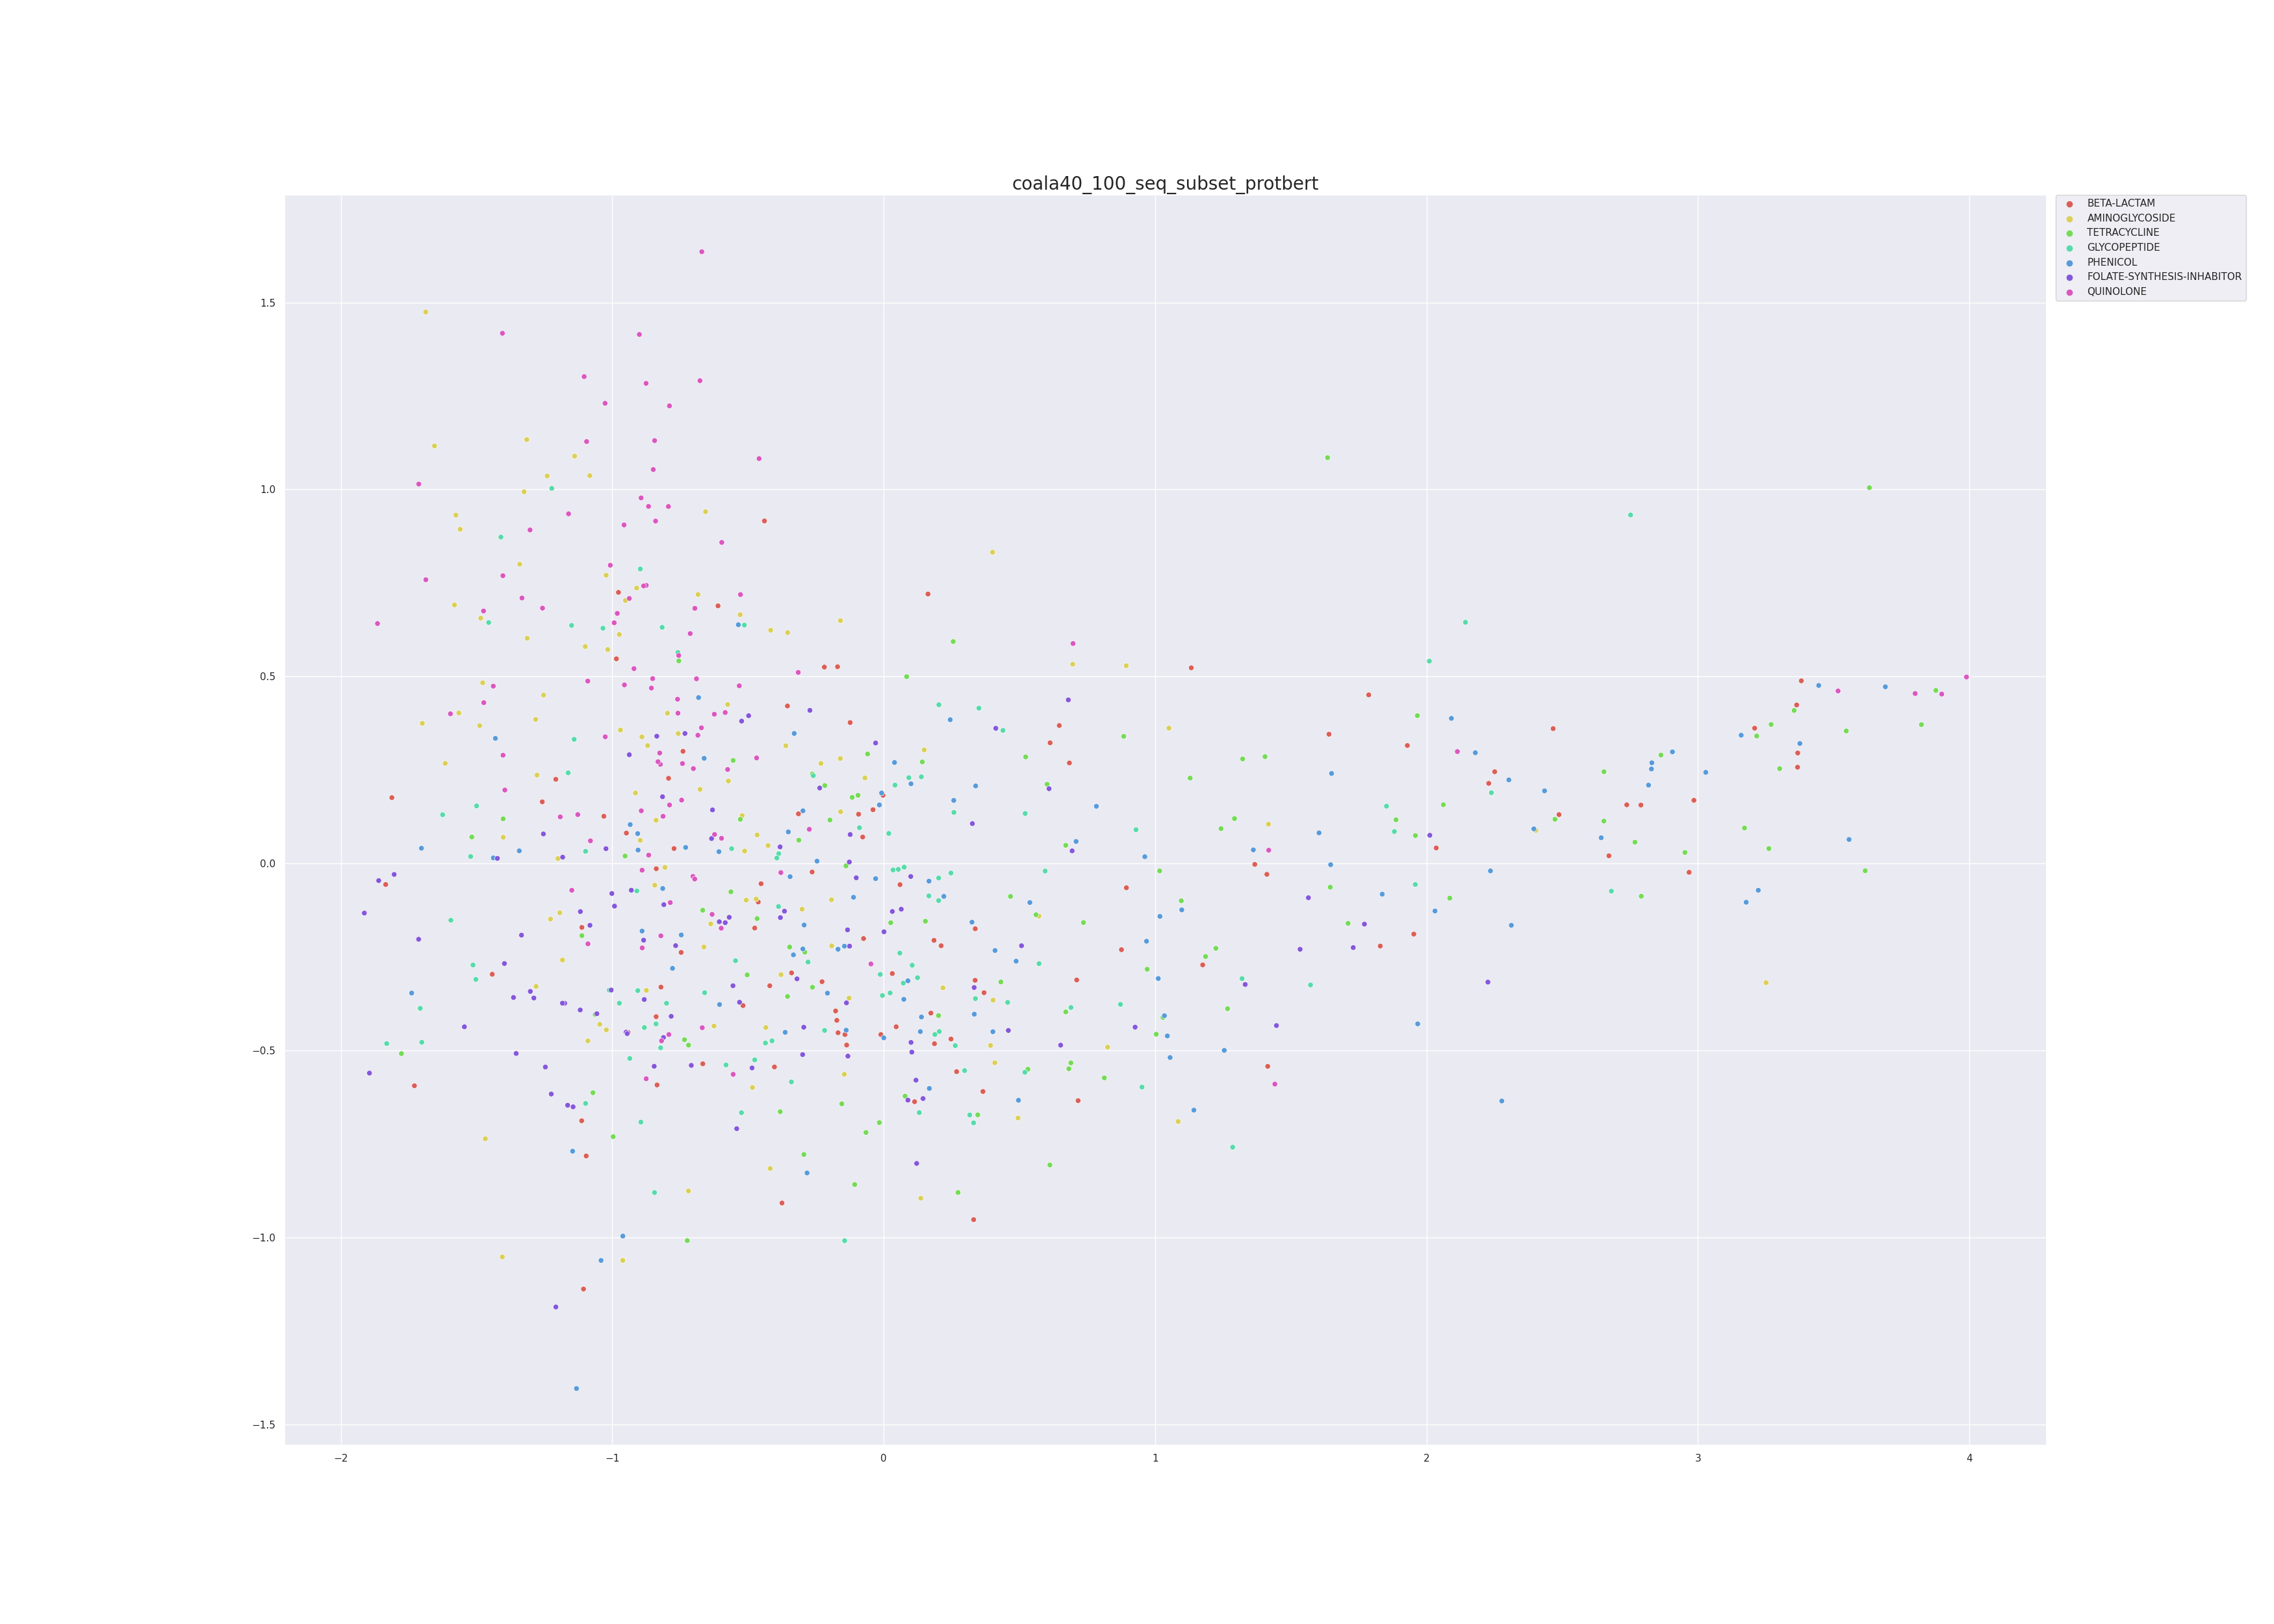 coala40_100_seq_subset_protbert
BETA-LACTAM
AMINOGLYCOSIDE
TETRACYCLINE
GLYCOPEPTIDE
PHENICOL
FOLATE-SYNTHESIS-INHABITOR
QUINOLONE
1.5
1.0
0.5
0.0
−0.5
−1.0
−1.5
−2 −1 0 1 2 3 4